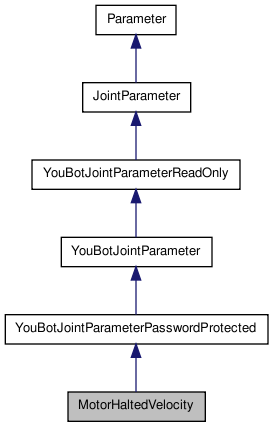 Parameter
JointParameter
YouBotJointParameterReadOnly
YouBotJointParameter
YouBotJointParameterPasswordProtected
MotorHaltedVelocity